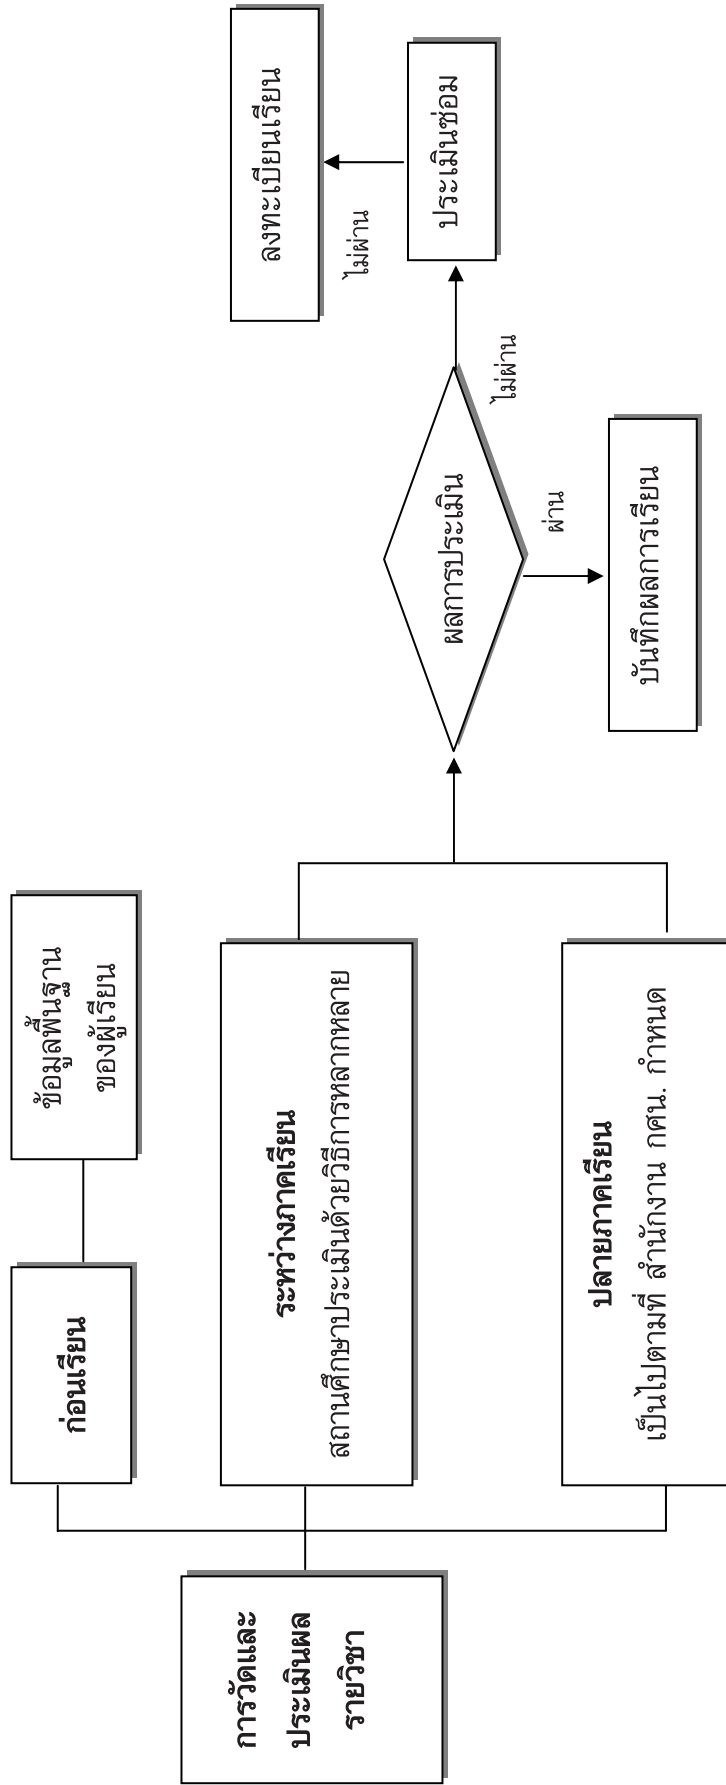 การวัดและ
ประเมินผล
รายวิชา
ก่อนเรียน
ข้อมูลพื้นฐาน
ของผู้เรียน
ระหว่างภาคเรียน
สถานศึกษาประเมินด้วยวิธีการหลากหลาย
ปลายภาคเรียน
เป็นไปตามที่ สำนักงาน กศน. กำหนด
ผลการประเมิน
ผ่าน
บันทึกผลการเรียน
ไม่ผ่าน
ประเมินซ่อม
ไม่ผ่าน
ลงทะเบียนเรียน